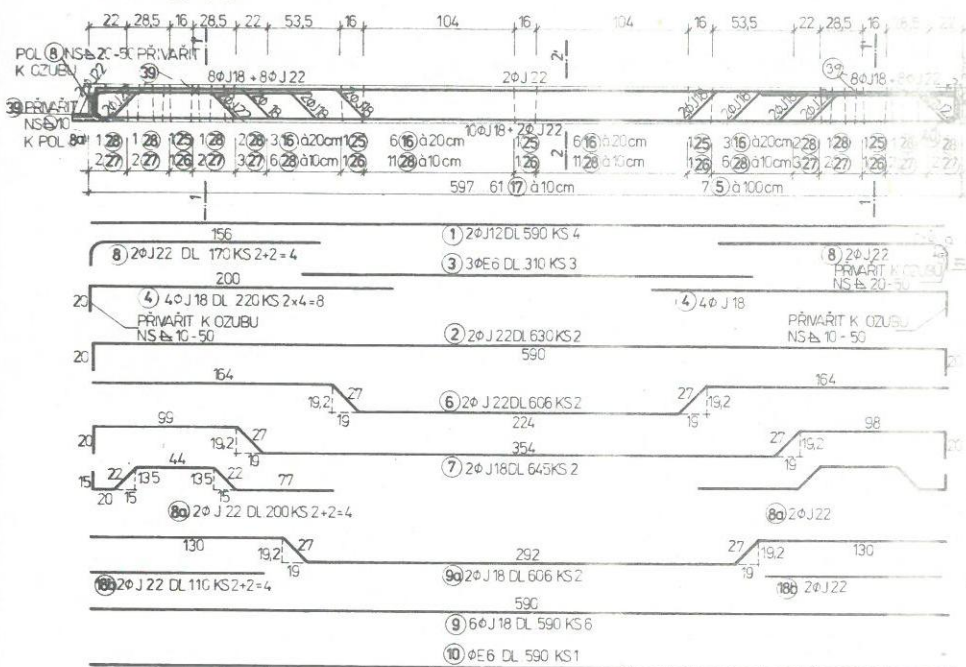 22 28,5 16 28,5 22 53,5 16 104 16 104 16 53,5 22 28,5 16 28,5 22
1' 2' 1'
POL 8 NS 20-50 PŘIVAŘIT
K OZUBU
39 8ΦJ18+8ΦJ22 2ΦJ22 39 8ΦJ18+8ΦJ22
39 PŘIVAŘIT
NS 10
K POL 8a
10ΦJ18+2ΦJ22
1 28 1 28 1 25 1 28 2 28 3 16 à20cm 1 25 6 16 à20cm 1 25 6 16 à20cm 1 25 3 16 à20cm 2 28 1 28 1 25
2 27 2 27 1 26 2 27 3 27 6 28 à10cm 1 26 11 28 à10cm 1 26 11 28 à10cm 1 26 6 28 à10cm 3 27 2 27 1 26
2
597 61 17 à10cm 7 5 à100cm
1 1
1 2ΦJ12 DL 590 KS 4
156
8 2ΦJ22 DL 170 KS 2+2=4 8 2ΦJ22
PŘIVAŘIT K OZUBU
NS 20-50
3 3ΦE6 DL 310 KS 3
200
20 4 4ΦJ18 DL 220 KS 2x4=8 4 4ΦJ18
PŘIVAŘIT K OZUBU
NS 10-50
PŘIVAŘIT K OZUBU
NS 10-50
2 2ΦJ22 DL 630 KS 2
20 590 20
164 27 19,2 19 6 2ΦJ22 DL 606 KS 2 224 27 19,2 19 164
20 99 19,2 27 19 354 27 19,2 19 98 20
7 2ΦJ18 DL 645 KS 2
15 20 22 15 13,5 44 13,5 22 15 77
8a 2ΦJ22 DL 200 KS 2+2=4 8a 2ΦJ22
130 19,2 27 19 292 27 19,2 19 130
9a 2ΦJ18 DL 606 KS 2
18b 2ΦJ22 DL 110 KS 2+2=4 18b 2ΦJ22
590
9 6ΦJ18 DL 590 KS 6
10 ΦE6 DL 590 KS 1